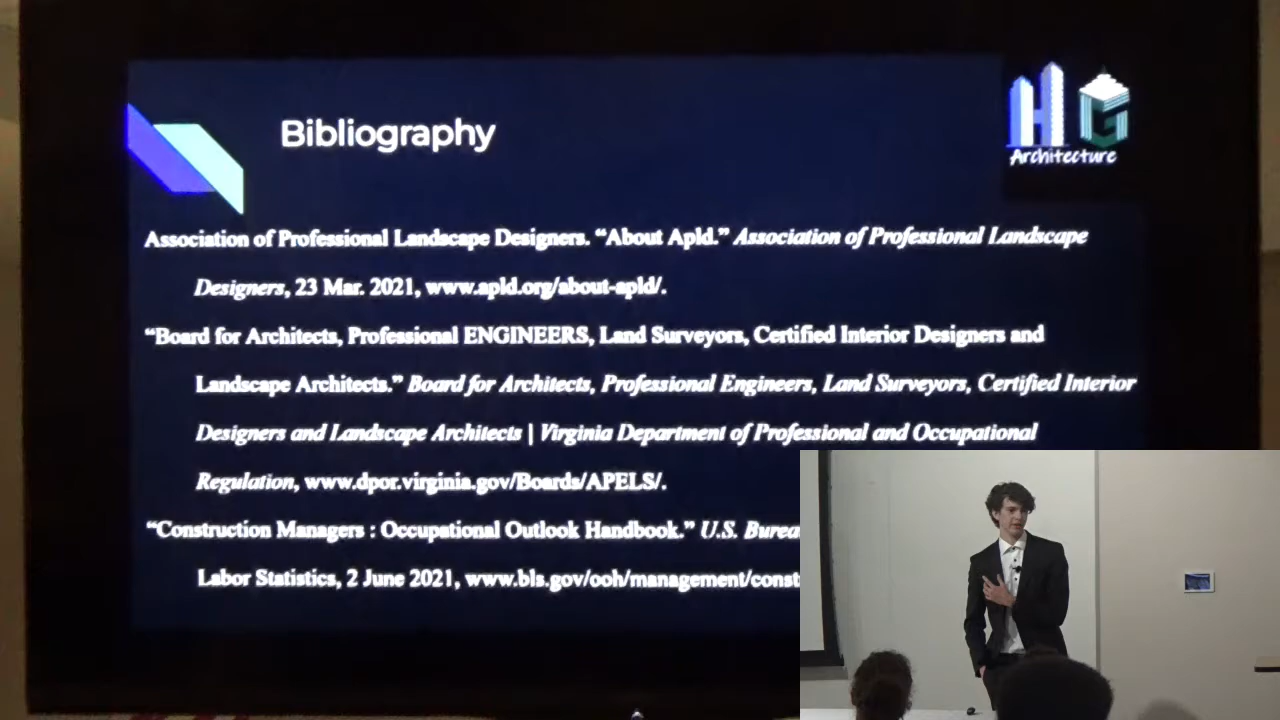 Bibliography
HG
Architecture
Association of Professional Landscape Designers. “About Apld.” Association of Professional Landscape
Designers, 23 Mar. 2021, www.apld.org/about-apld/.
“Board for Architects, Professional ENGINEERS, Land Surveyors, Certified Interior Designers and
Landscape Architects.” Board for Architects, Professional Engineers, Land Surveyors, Certified Interior
Designers and Landscape Architects | Virginia Department of Professional and Occupational
Regulation, www.dpor.virginia.gov/Boards/APELS/.
“Construction Managers : Occupational Outlook Handbook.” U.S. Burea
Labor Statistics, 2 June 2021, www.bls.gov/ooh/management/const